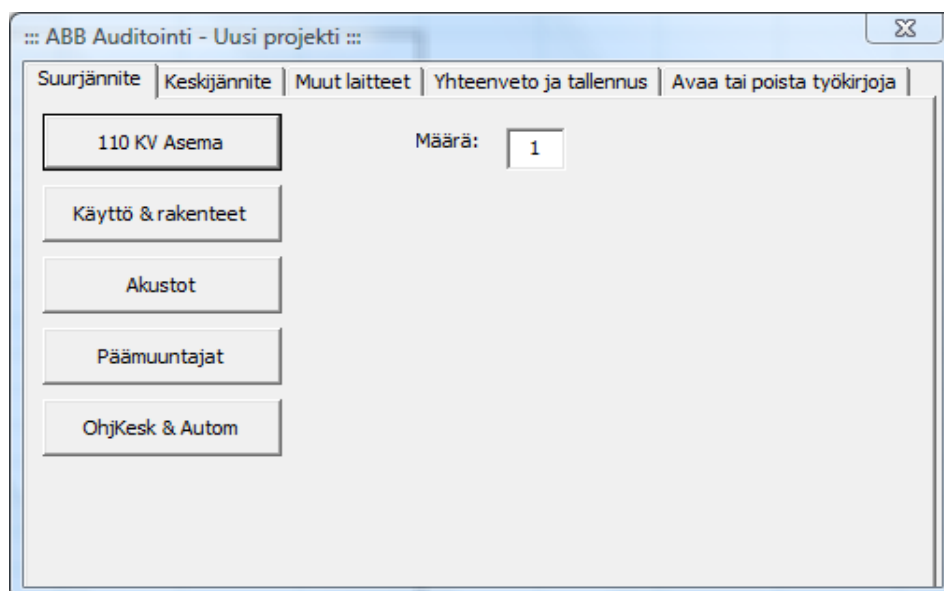 ::: ABB Auditointi - Uusi projekti :::
Suurjännite Keskijännite Muut laitteet Yhteenveto ja tallennus Avaa tai poista työkirjoja
110 KV Asema Määrä: 1
Käyttö & rakenteet
Akustot
Päämuuntajat
OhjKesk & Autom